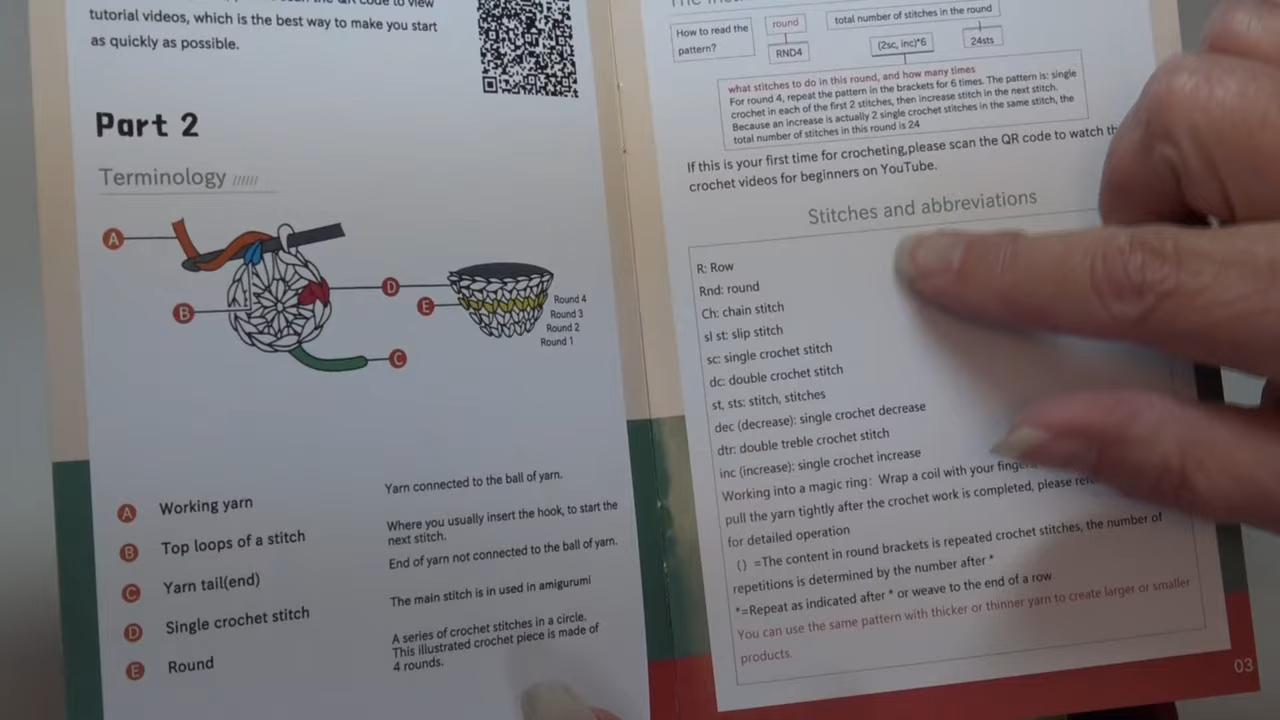 tutorial videos, which is the best way to make you start
as quickly as possible.
Part 2
Terminology
A
B
C
D
E
Round 4
Round 3
Round 2
Round 1
A Working yarn Yarn connected to the ball of yarn.
B Top loops of a stitch Where you usually insert the hook, to start the
next stitch.
C Yarn tail(end) End of yarn not connected to the ball of yarn.
D Single crochet stitch The main stitch is in used in amigurumi
E Round A series of crochet stitches in a circle.
This illustrated crochet piece is made of
4 rounds.
How to read the
pattern?
round
RND4
total number of stitches in the round
(2sc, inc)*6
24sts
what stitches to do in this round, and how many times
For round 4, repeat the pattern in the brackets for 6 times. The pattern is: single
crochet in each of the first 2 stitches, then increase stitch in the next stitch.
Because an increase is actually 2 single crochet stitches in the same stitch, the
total number of stitches in this round is 24
If this is your first time for crocheting,please scan the QR code to watch
crochet videos for beginners on YouTube.
Stitches and abbreviations
R: Row
Rnd: round
Ch: chain stitch
sl st: slip stitch
sc: single crochet stitch
dc: double crochet stitch
st, sts: stitch, stitches
dec (decrease): single crochet decrease
dtr: double treble crochet stitch
inc (increase): single crochet increase
Working into a magic ring: Wrap a coil with your
pull the yarn tightly after the crochet work is completed, please
for detailed operation
() =The content in round brackets is repeated crochet stitches, the number of
repetitions is determined by the number after *
*=Repeat as indicated after * or weave to the end of a row
You can use the same pattern with thicker or thinner yarn to create larger or smaller
products.
03